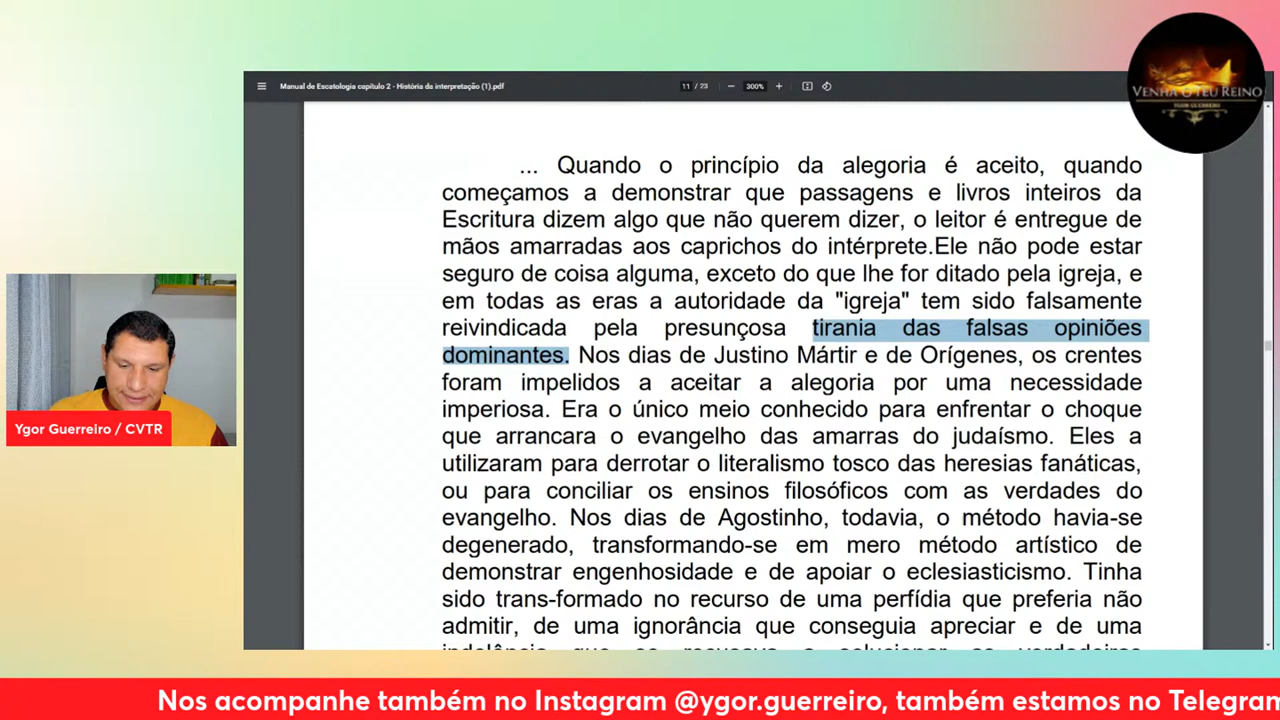 Manual de Escatologia capítulo 2 - História da interpretação (1).pdf
11 / 23
300%
VENHA O TEU REINO
YGOR GUERREIRO
... Quando o princípio da alegoria é aceito, quando
começamos a demonstrar que passagens e livros inteiros da
Escritura dizem algo que não querem dizer, o leitor é entregue de
mãos amarradas aos caprichos do intérprete.Ele não pode estar
seguro de coisa alguma, exceto do que lhe for ditado pela igreja, e
em todas as eras a autoridade da "igreja" tem sido falsamente
reivindicada pela presunçosa tirania das falsas opiniões
dominantes. Nos dias de Justino Mártir e de Orígenes, os crentes
foram impelidos a aceitar a alegoria por uma necessidade
imperiosa. Era o único meio conhecido para enfrentar o choque
que arrancara o evangelho das amarras do judaísmo. Eles a
utilizaram para derrotar o literalismo tosco das heresias fanáticas,
ou para conciliar os ensinos filosóficos com as verdades do
evangelho. Nos dias de Agostinho, todavia, o método havia-se
degenerado, transformando-se em mero método artístico de
demonstrar engenhosidade e de apoiar o eclesiasticismo. Tinha
sido trans-formado no recurso de uma perfídia que preferia não
admitir, de uma ignorância que conseguia apreciar e de uma
Ygor Guerreiro / CVTR
Nos acompanhe também no Instagram @ygor.guerreiro, também estamos no Telegram